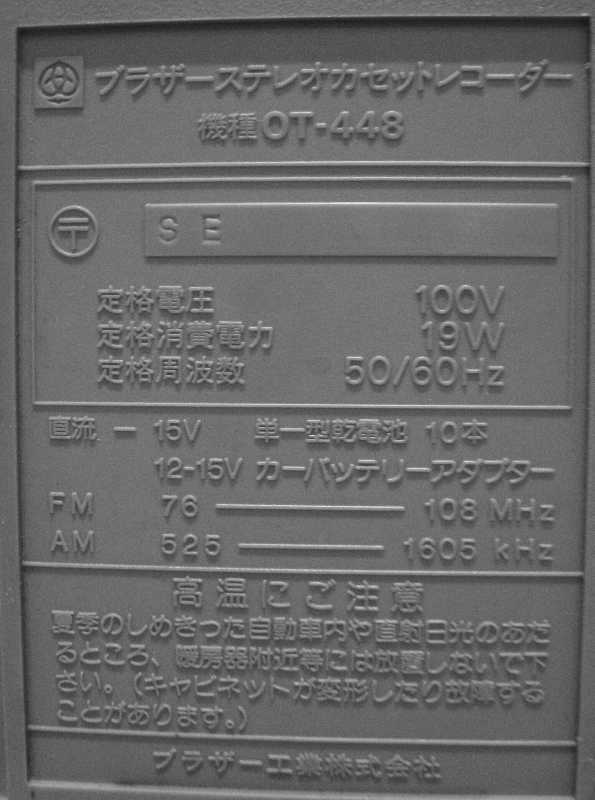 ブラザーステレオカセットレコーダー
機種 OT-448
〒 SE
定格電圧 100V
定格消費電力 19W
定格周波数 50/60Hz
直流 ー 15V 単一型乾電池 10本
12-15V カーバッテリーアダプター
FM 76 ―――― 108 MHz
AM 525 ―――― 1605 kHz
高温にご注意
夏季のしめきった自動車内や直射日光のあた
るところ、暖房器附近等には放置しないで下
さい。(キャビネットが変形したり故障する
ことがあります。)
ブラザー工業株式会社